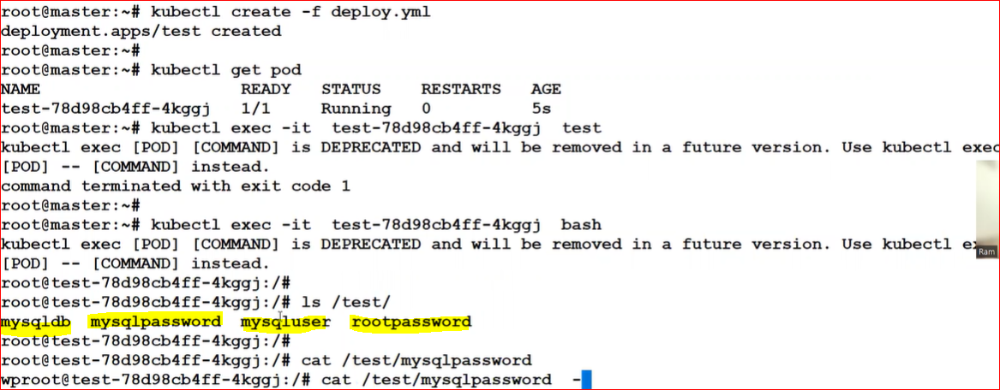 root@master:~# kubectl create -f deploy.yml
deployment.apps/test created
root@master:~#
root@master:~# kubectl get pod
NAME READY STATUS RESTARTS AGE
test-78d98cb4ff-4kggj 1/1 Running 0 5s
root@master:~# kubectl exec -it test-78d98cb4ff-4kggj test
kubectl exec [POD] [COMMAND] is DEPRECATED and will be removed in a future version. Use kubectl exec
[POD] -- [COMMAND] instead.
command terminated with exit code 1
root@master:~#
root@master:~# kubectl exec -it test-78d98cb4ff-4kggj bash
kubectl exec [POD] [COMMAND] is DEPRECATED and will be removed in a future version. Use kubectl ex
Ram
[POD] -- [COMMAND] instead.
root@test-78d98cb4ff-4kggj:/#
root@test-78d98cb4ff-4kggj:/# ls /test/
mysqldb mysqlpassword mysqluser rootpassword
root@test-78d98cb4ff-4kggj:/#
root@test-78d98cb4ff-4kggj:/# cat /test/mysqlpassword
wproot@test-78d98cb4ff-4kggj:/# cat /test/mysqlpassword -